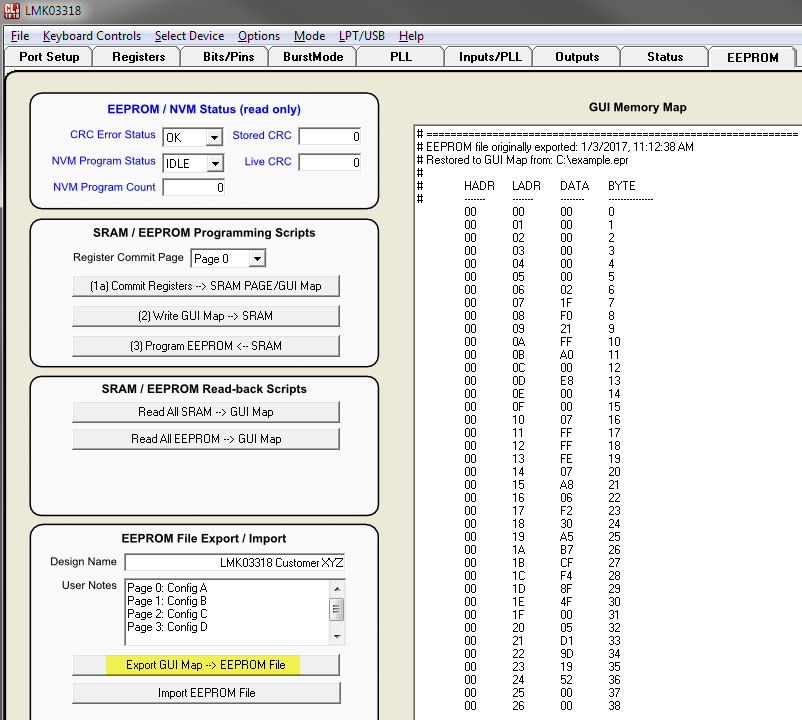 CLi
1010
LMK03318
File Keyboard Controls Select Device Options Mode LPT/USB Help
Port Setup Registers Bits/Pins BurstMode PLL Inputs/PLL Outputs Status EEPROM
EEPROM / NVM Status (read only)
CRC Error Status OK Stored CRC 0
NVM Program Status IDLE Live CRC 0
NVM Program Count 0
SRAM / EEPROM Programming Scripts
Register Commit Page Page 0
(1a) Commit Registers --> SRAM PAGE/GUI Map
(2) Write GUI Map --> SRAM
(3) Program EEPROM <-- SRAM
SRAM / EEPROM Read-back Scripts
Read All SRAM --> GUI Map
Read All EEPROM --> GUI Map
EEPROM File Export / Import
Design Name LMK03318 Customer XYZ
User Notes Page 0: Config A
Page 1: Config B
Page 2: Config C
Page 3: Config D
Export GUI Map --> EEPROM File
Import EEPROM File
GUI Memory Map
# ==============================================================
# EEPROM file originally exported: 1/3/2017, 11:12:38 AM
# Restored to GUI Map from: C:\example.epr
#
# HADR LADR DATA BYTE
# ------- ------- -------- ---------------
00 00 00 0
00 01 00 1
00 02 00 2
00 03 00 3
00 04 00 4
00 05 00 5
00 06 02 6
00 07 1F 7
00 08 F0 8
00 09 21 9
00 0A FF 10
00 0B A0 11
00 0C 00 12
00 0D E8 13
00 0E 00 14
00 0F 00 15
00 10 07 16
00 11 FF 17
00 12 FF 18
00 13 FE 19
00 14 07 20
00 15 A8 21
00 16 06 22
00 17 F2 23
00 18 30 24
00 19 A5 25
00 1A B7 26
00 1B CF 27
00 1C F4 28
00 1D 8F 29
00 1E 4F 30
00 1F 00 31
00 20 05 32
00 21 D1 33
00 22 9D 34
00 23 19 35
00 24 52 36
00 25 00 37
00 26 00 38